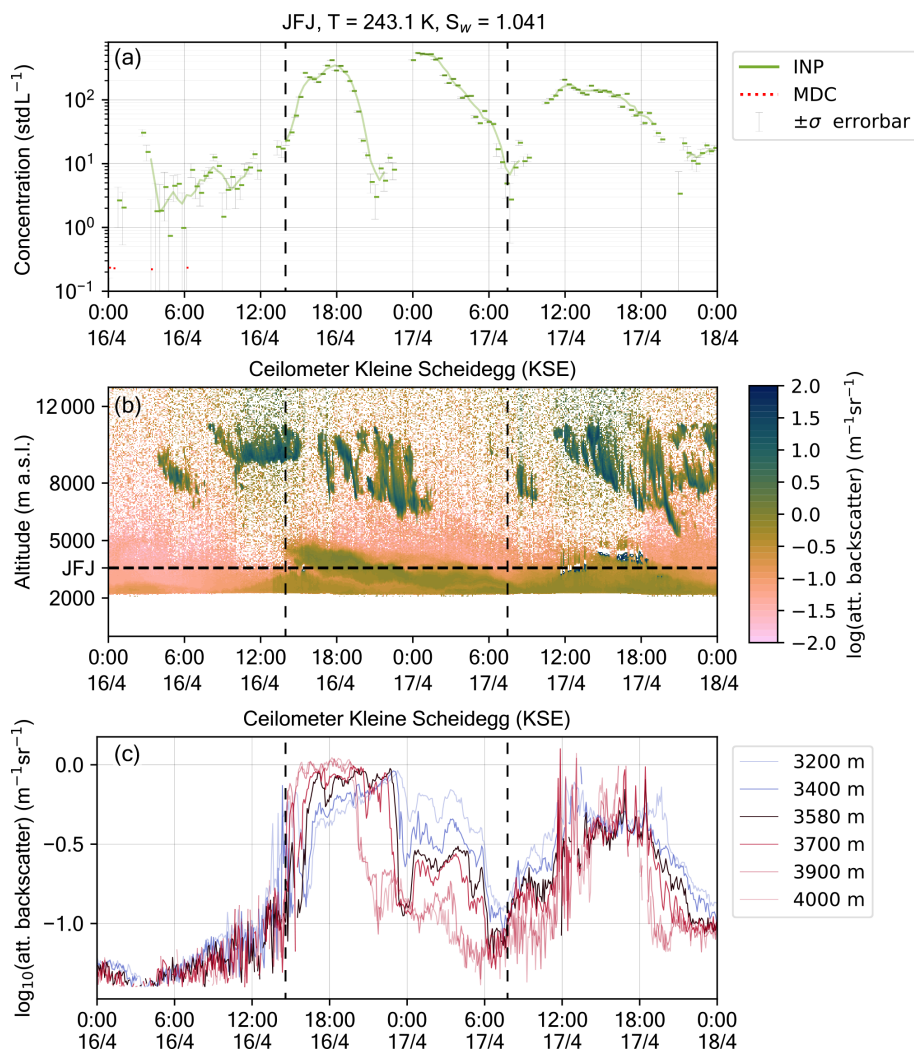 JFJ, T = 243.1 K, S_w = 1.041
(a)
Concentration (stdL⁻¹)
10²
10¹
10⁰
10⁻¹
0:00 6:00 12:00 18:00 0:00 6:00 12:00 18:00 0:00
16/4 16/4 16/4 16/4 17/4 17/4 17/4 17/4 18/4
INP
MDC
±σ errorbar
Ceilometer Kleine Scheidegg (KSE)
(b)
Altitude (m a.s.l.)
12 000
8000
5000
JFJ
2000
0:00 6:00 12:00 18:00 0:00 6:00 12:00 18:00 0:00
16/4 16/4 16/4 16/4 17/4 17/4 17/4 17/4 18/4
2.0
1.5
1.0
0.5
0.0
−0.5
−1.0
−1.5
−2.0
log(att. backscatter) (m⁻¹sr⁻¹)
Ceilometer Kleine Scheidegg (KSE)
(c)
log₁₀(att. backscatter) (m⁻¹sr⁻¹)
0.0
−0.5
−1.0
0:00 6:00 12:00 18:00 0:00 6:00 12:00 18:00 0:00
16/4 16/4 16/4 16/4 17/4 17/4 17/4 17/4 18/4
3200 m
3400 m
3580 m
3700 m
3900 m
4000 m